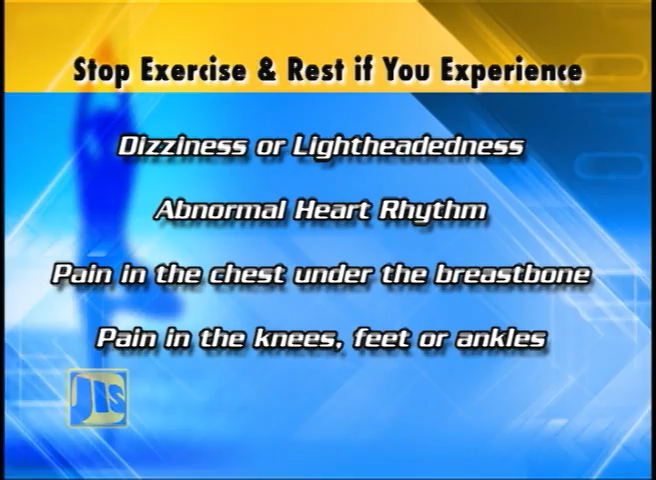 Stop Exercise & Rest if You Experience
Dizziness or Lightheadedness
Abnormal Heart Rhythm
Pain in the chest under the breastbone
Pain in the knees, feet or ankles
JIS